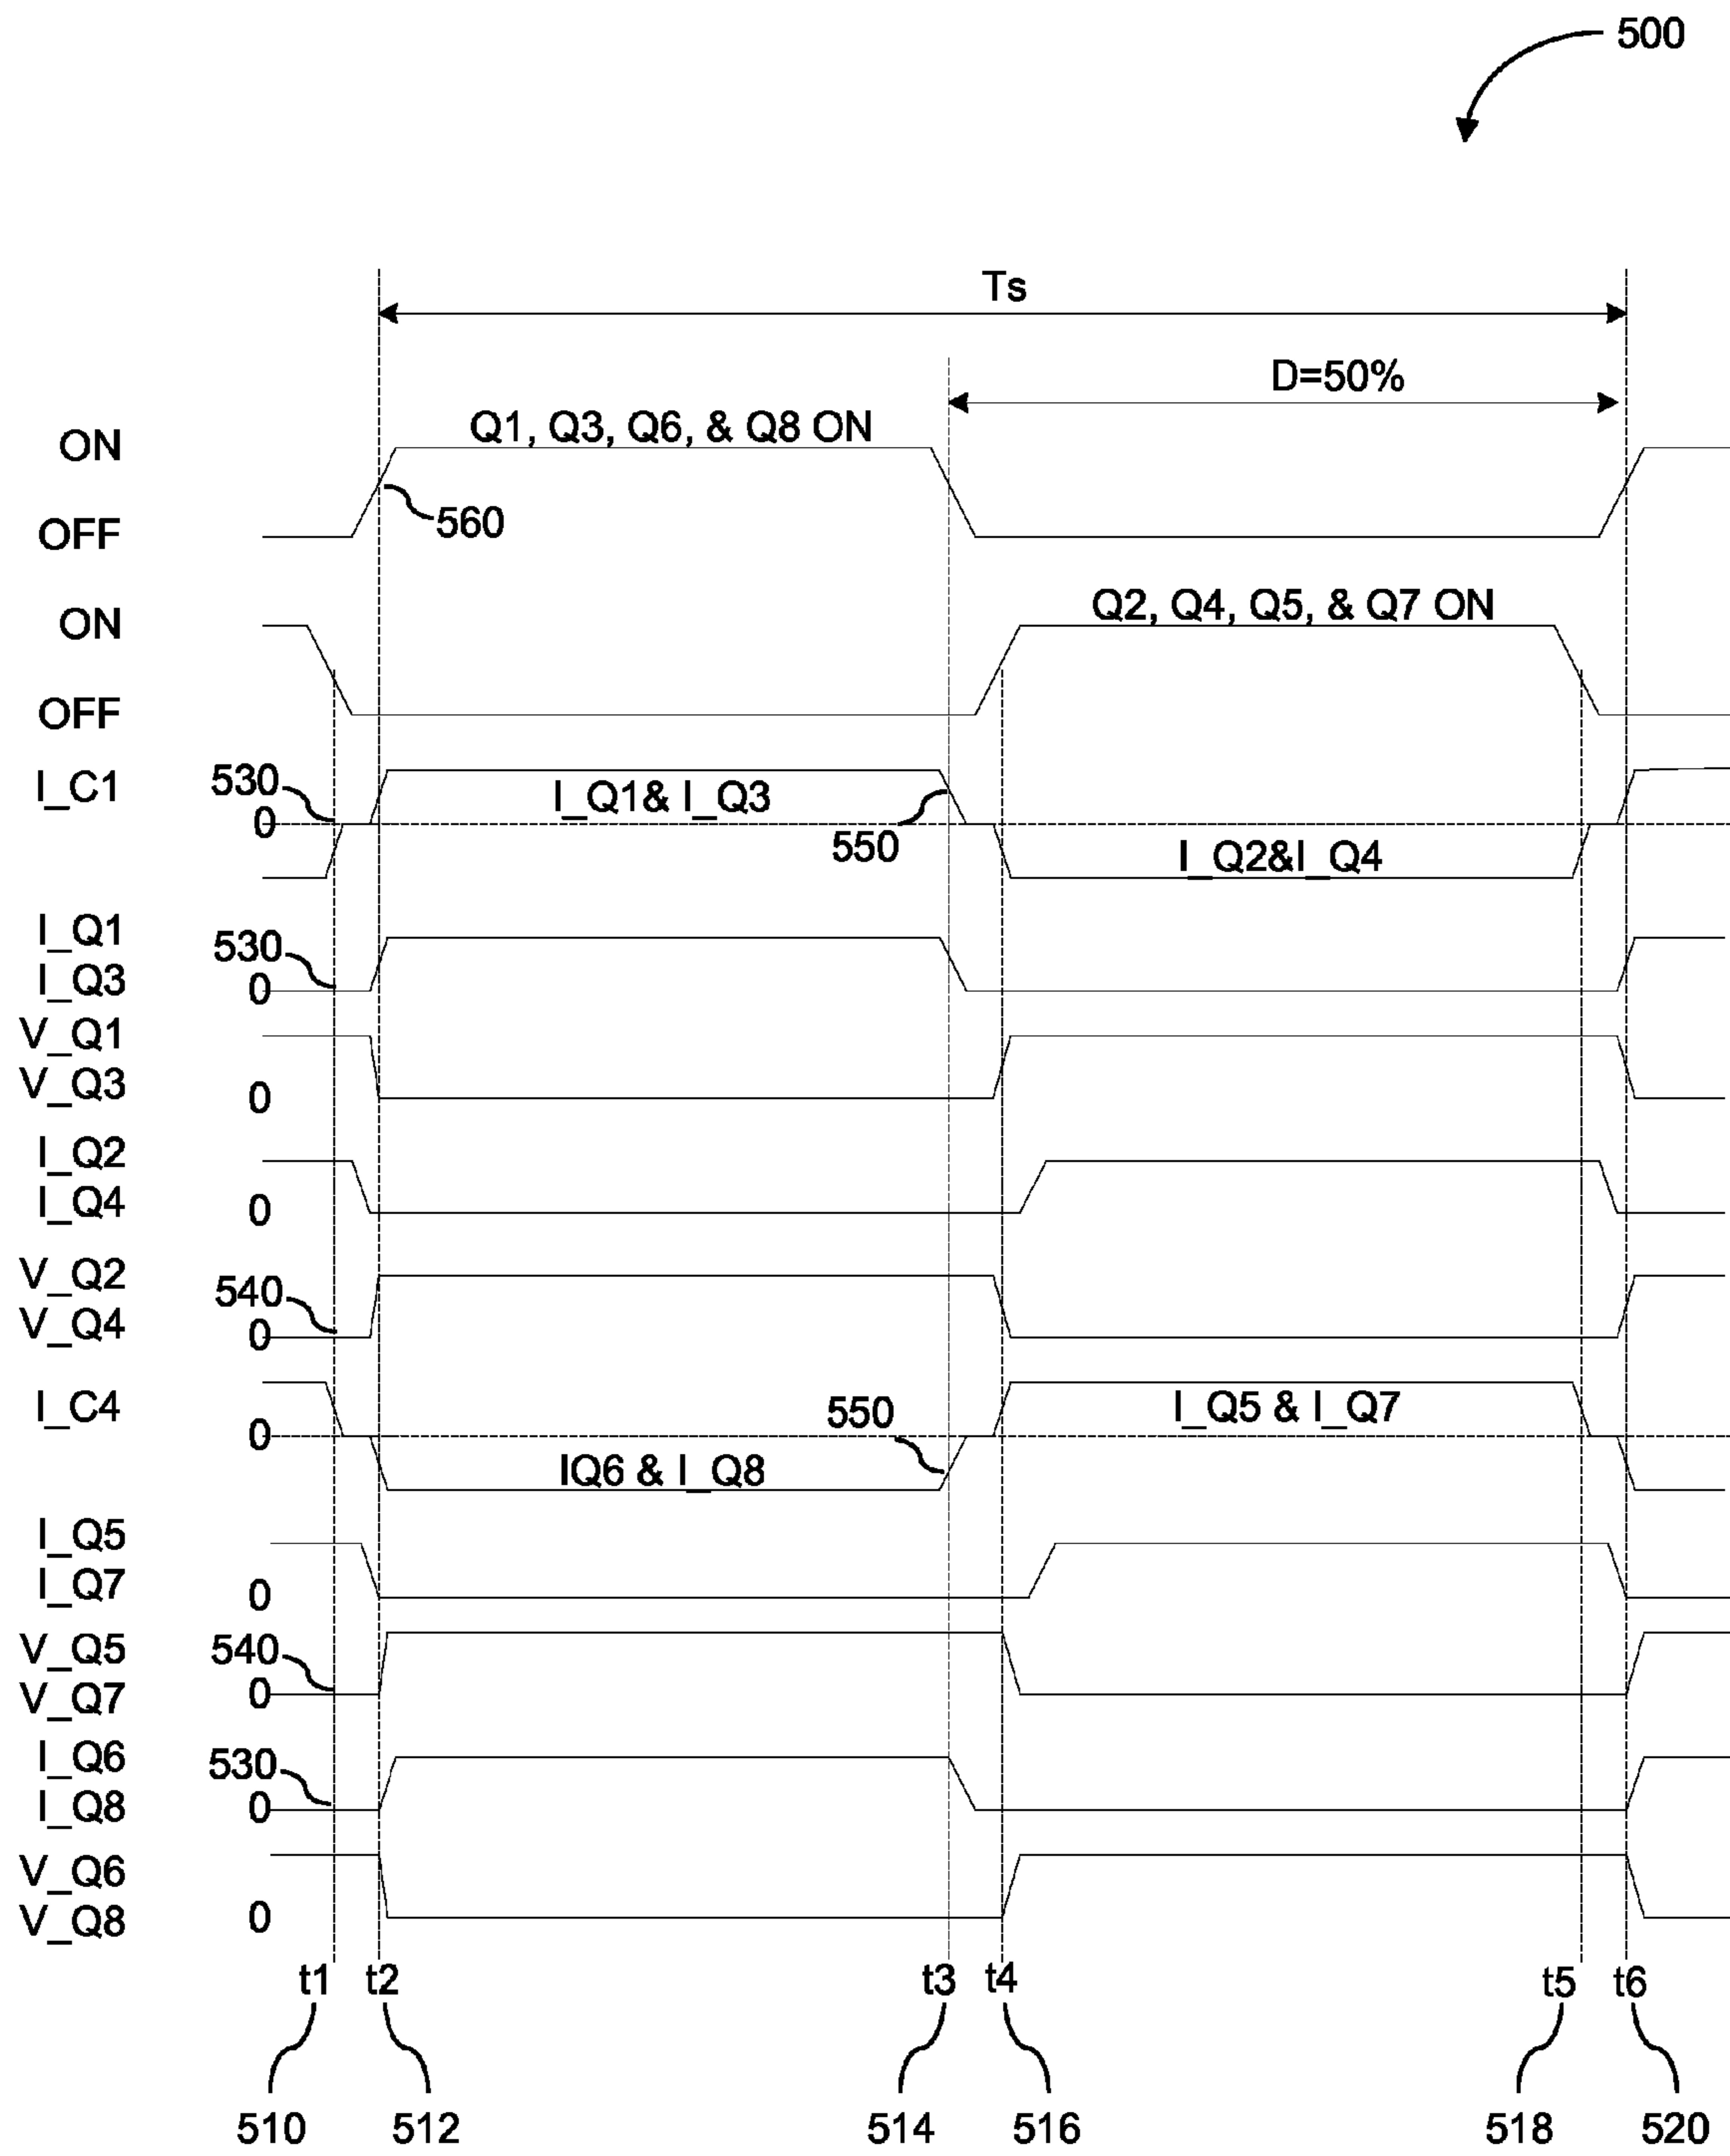 500
Ts
D=50%
ON
Q1, Q3, Q6, & Q8 ON
560
OFF
ON
Q2, Q4, Q5, & Q7 ON
OFF
I_C1
530
0
I_Q1& I_Q3
550
I_Q2&I_Q4
I_Q1
530
I_Q3
0
V_Q1
V_Q3
0
I_Q2
I_Q4
0
V_Q2
540
V_Q4
0
I_C4
0
550
I_Q5 & I_Q7
IQ6 & I_Q8
I_Q5
I_Q7
0
V_Q5
540
V_Q7
0
I_Q6
530
I_Q8
0
V_Q6
V_Q8
0
t1 t2 t3 t4 t5 t6
510 512 514 516 518 520